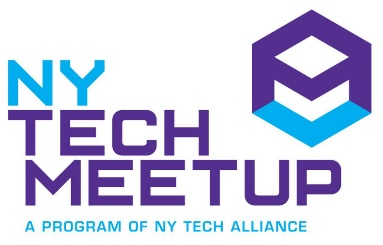 NY
TECH
MEETUP
A PROGRAM OF NY TECH ALLIANCE